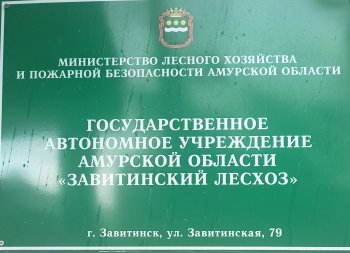 МИНИСТЕРСТВО ЛЕСНОГО ХОЗЯЙСТВА
И ПОЖАРНОЙ БЕЗОПАСНОСТИ АМУРСКОЙ ОБЛАСТИ
ГОСУДАРСТВЕННОЕ
АВТОНОМНОЕ УЧРЕЖДЕНИЕ
АМУРСКОЙ ОБЛАСТИ
«ЗАВИТИНСКИЙ ЛЕСХОЗ»
г. Завитинск, ул. Завитинская, 79